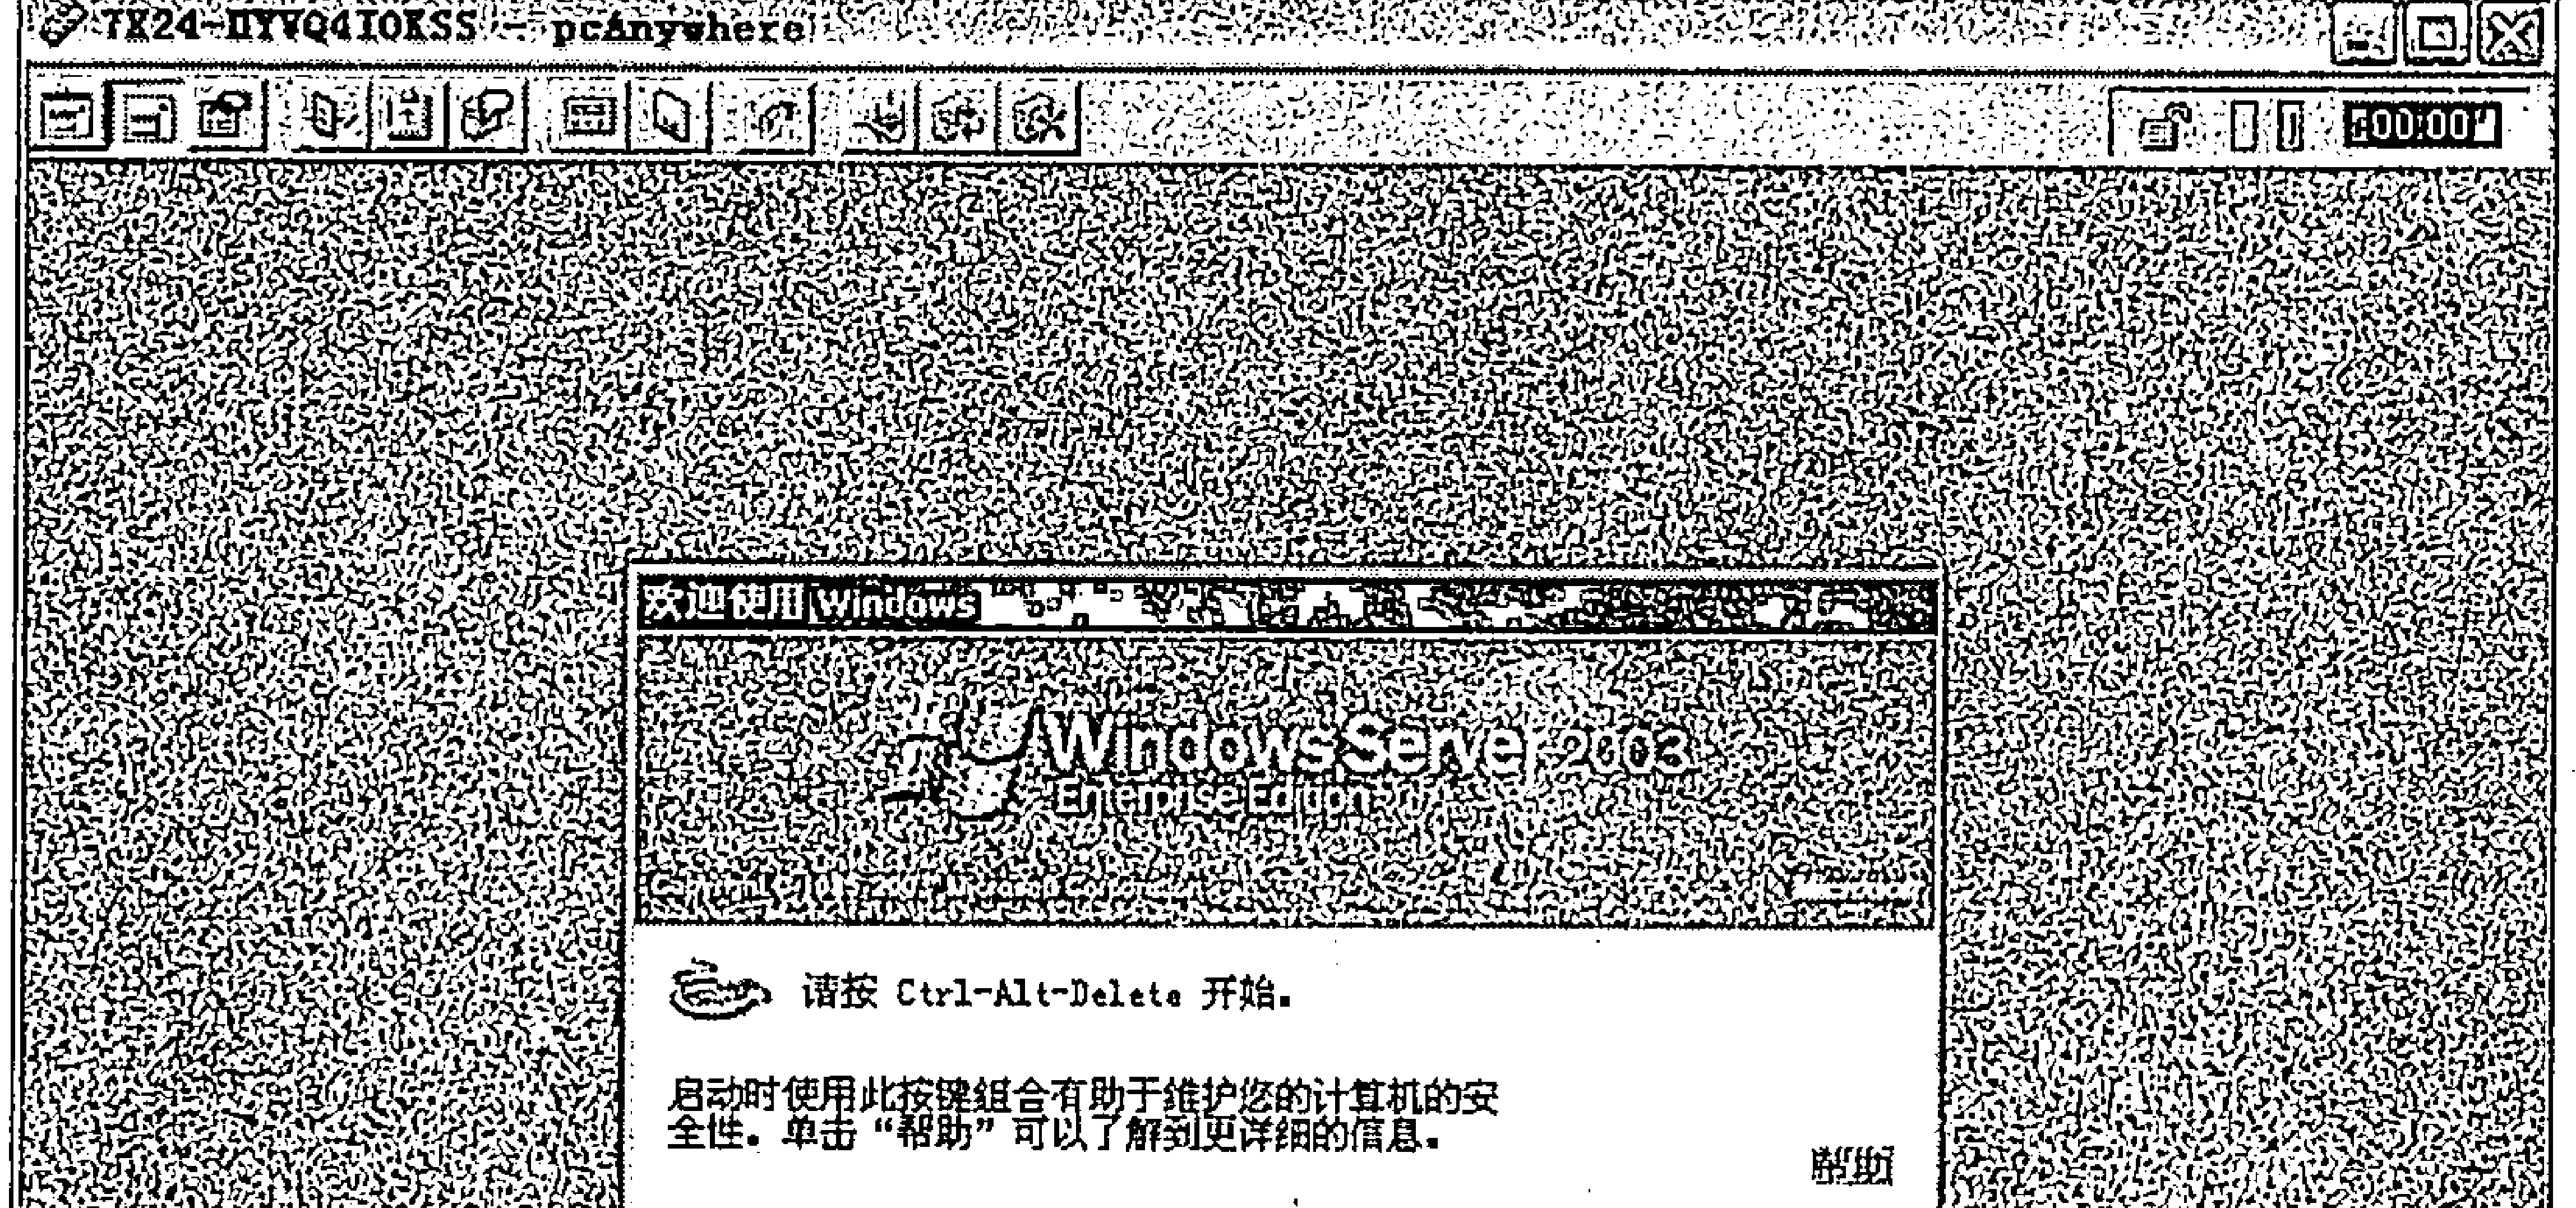 - pcAnywhere
00:00
欢迎使用 Windows
Windows Server 2003
Enterprise Edition
Microsoft
请按 Ctrl-Alt-Delete 开始。
启动时使用此按键组合有助于维护您的计算机的安
全性。单击“帮助”可以了解到更详细的信息。
帮助